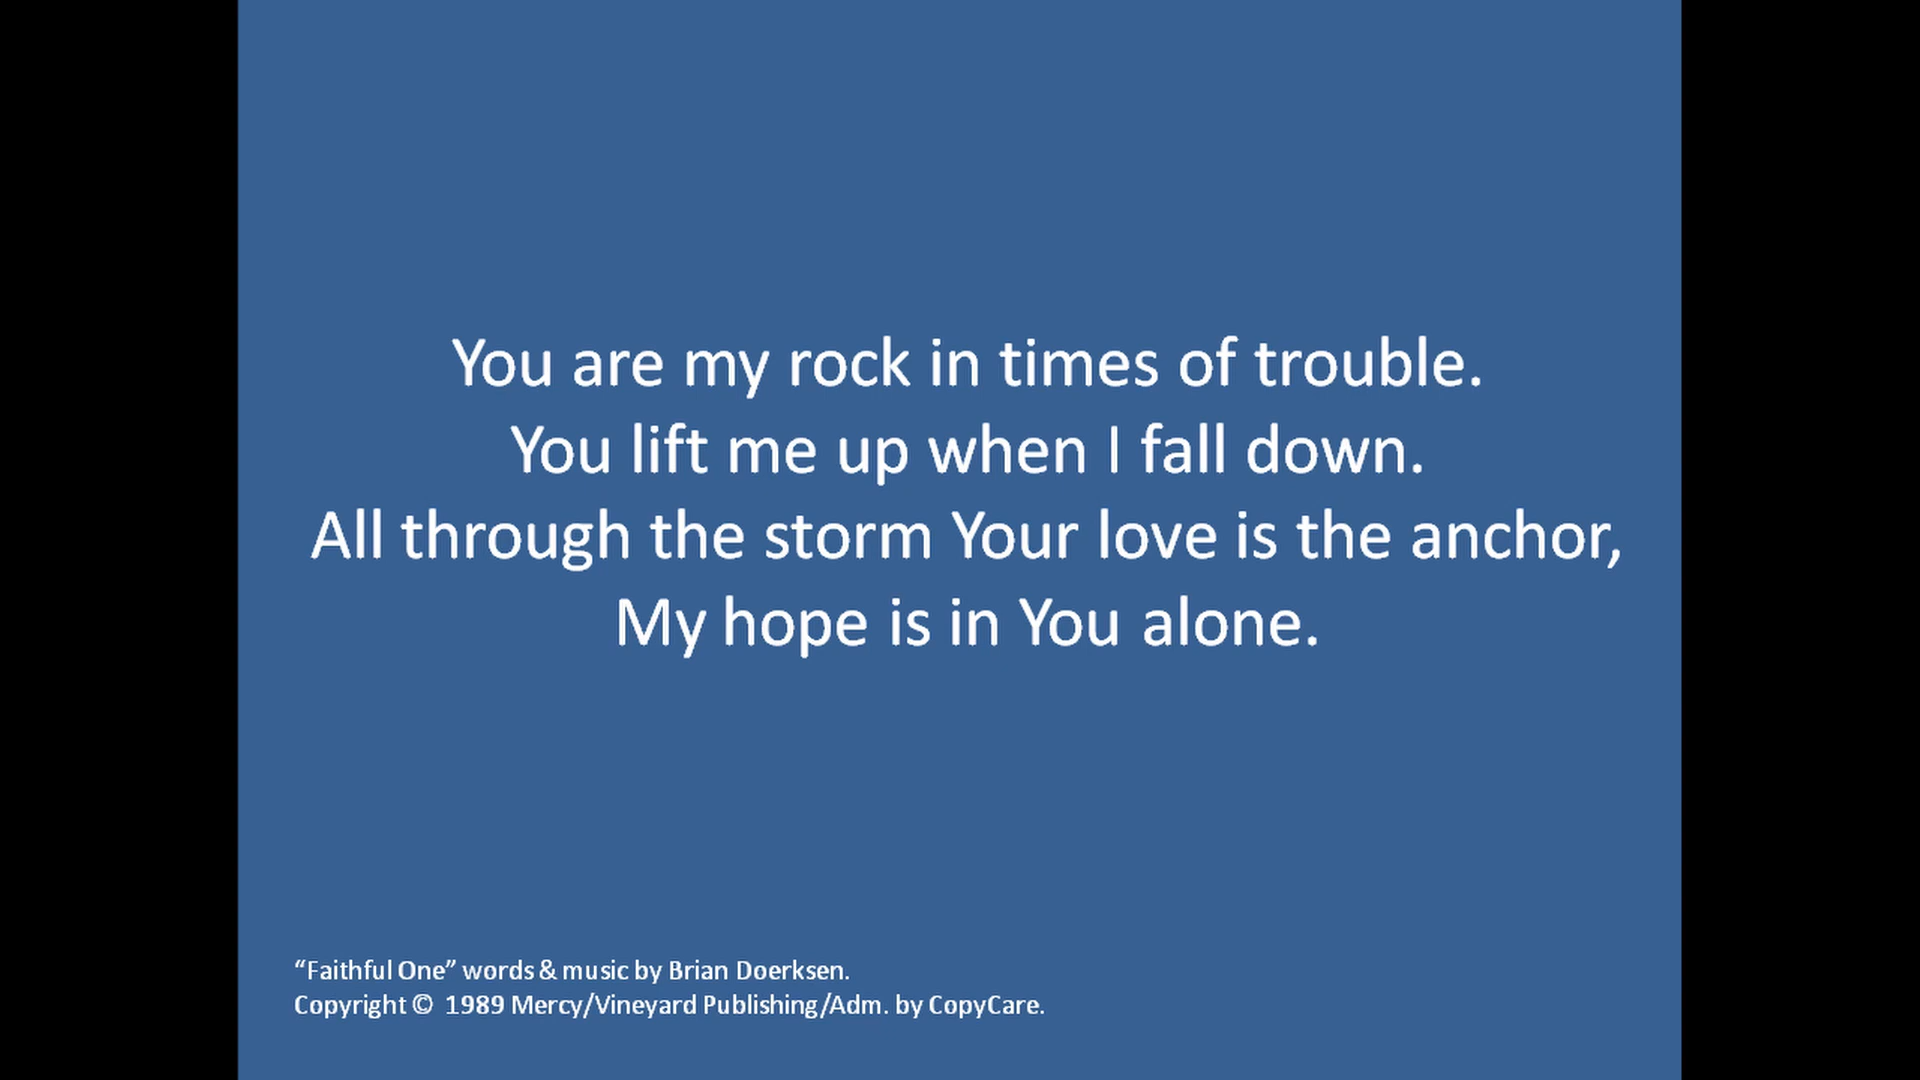 You are my rock in times of trouble.
You lift me up when I fall down.
All through the storm Your love is the anchor,
My hope is in You alone.
“Faithful One” words & music by Brian Doerksen.
Copyright © 1989 Mercy/Vineyard Publishing/Adm. by CopyCare.